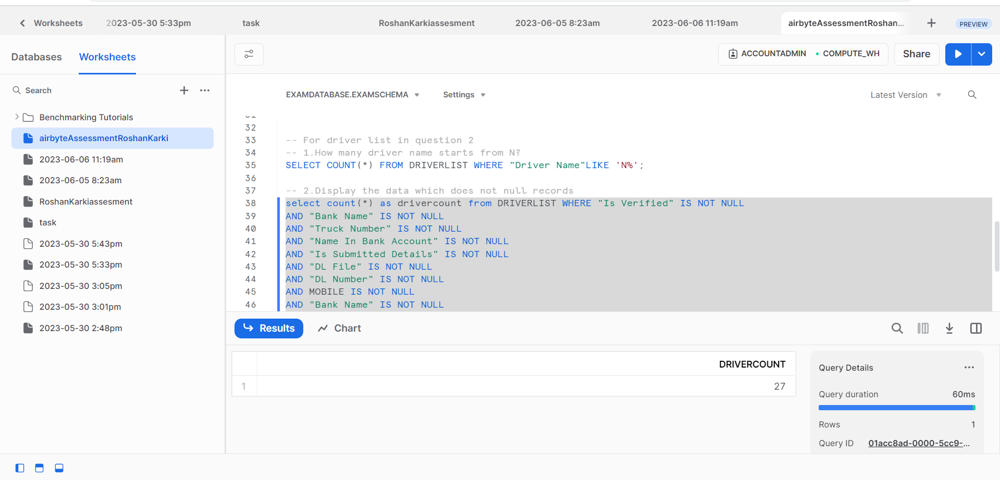 Worksheets
2023-05-30 5:33pm
task
RoshanKarkiassesment
2023-06-05 8:23am
2023-06-06 11:19am
airbyteAssessmentRoshan...
PREVIEW
Databases
Worksheets
ACCOUNTADMIN
COMPUTE_WH
Share
Search
Benchmarking Tutorials
airbyteAssessmentRoshanKarki
2023-06-06 11:19am
2023-06-05 8:23am
RoshanKarkiassesment
task
2023-05-30 5:43pm
2023-05-30 5:33pm
2023-05-30 3:05pm
2023-05-30 3:01pm
2023-05-30 2:48pm
EXAMDATABASE.EXAMSCHEMA
Settings
Latest Version
32
33 -- For driver list in question 2
34 -- 1.How many driver name starts from N?
35 SELECT COUNT(*) FROM DRIVERLIST WHERE "Driver Name"LIKE 'N%';
36
37 -- 2.Display the data which does not null records
38 select count(*) as drivercount from DRIVERLIST WHERE "Is Verified" IS NOT NULL
39 AND "Bank Name" IS NOT NULL
40 AND "Truck Number" IS NOT NULL
41 AND "Name In Bank Account" IS NOT NULL
42 AND "Is Submitted Details" IS NOT NULL
43 AND "DL File" IS NOT NULL
44 AND "DL Number" IS NOT NULL
45 AND MOBILE IS NOT NULL
46 AND "Bank Name" IS NOT NULL
Results
Chart
DRIVERCOUNT
1 27
Query Details
Query duration 60ms
Rows 1
Query ID 01acc8ad-0000-5cc9-...